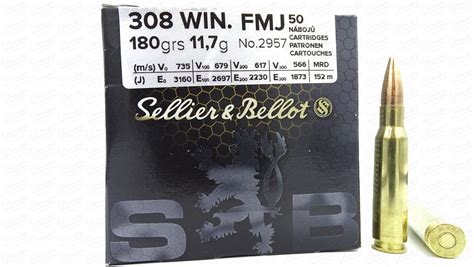 308 WIN. FMJ 50
NÁBOJŮ
CARTRIDGES
PATRONEN
CARTOUCHES
180grs 11,7g No.2957
(m/s) V0 735 V100 679 V200 617 V300 566 MRD
(J) E0 3160 E100 2697 E200 2230 E300 1873 152 m
Sellier & Bellot
S B